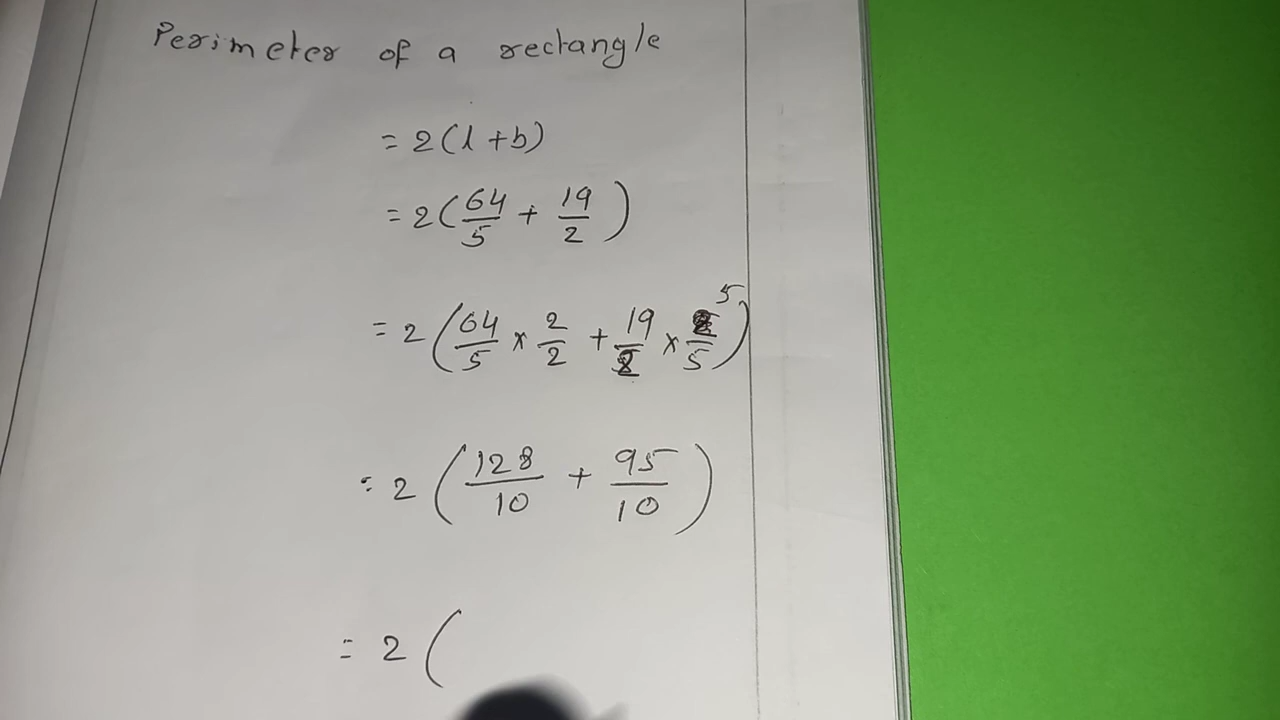 Perimeter of a rectangle
= 2(l+b)
= 2(64/5 + 19/2)
= 2(64/5 × 2/2 + 19/2 × 5/5)
= 2(128/10 + 95/10)
= 2(